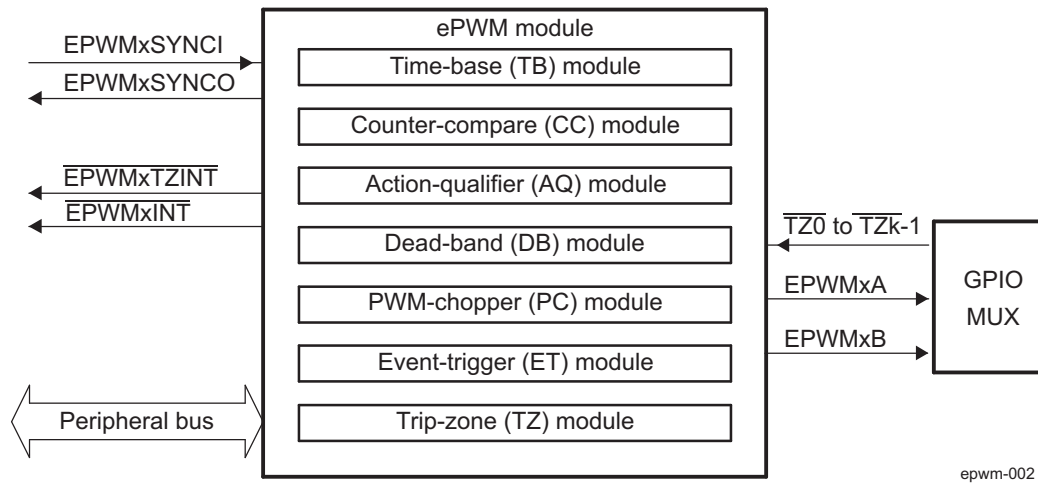 ePWM module
EPWMxSYNCI
EPWMxSYNCO
EPWMxTZINT
EPWMxINT
Peripheral bus
Time-base (TB) module
Counter-compare (CC) module
Action-qualifier (AQ) module
Dead-band (DB) module
PWM-chopper (PC) module
Event-trigger (ET) module
Trip-zone (TZ) module
TZ0 to TZk-1
EPWMxA
EPWMxB
GPIO
MUX
epwm-002